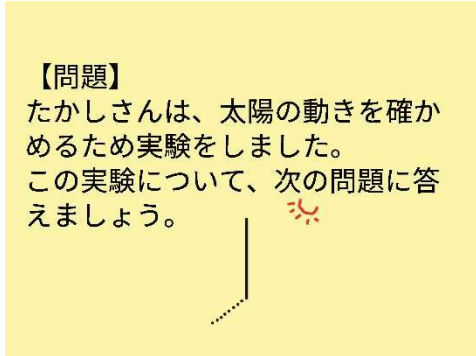 【問題】
たかしさんは、太陽の動きを確か
めるため実験をしました。
この実験について、次の問題に答
えましょう。